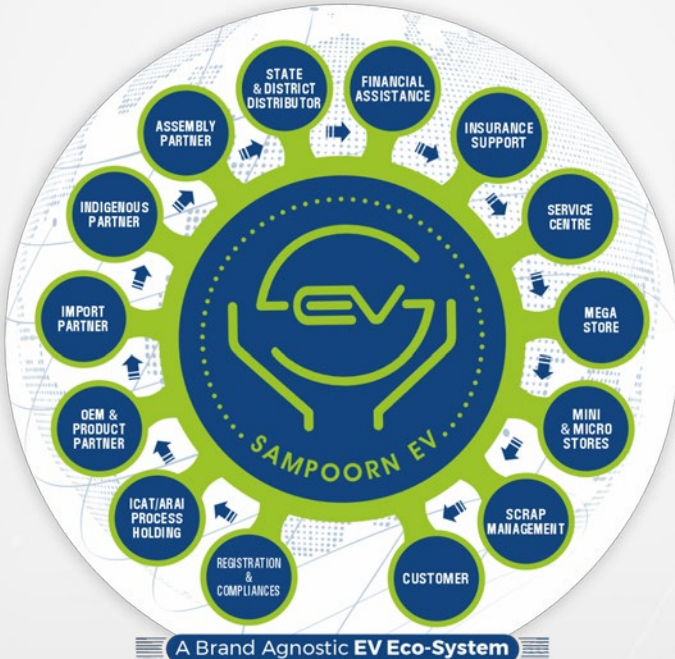 STATE
& DISTRICT
DISTRIBUTOR
FINANCIAL
ASSISTANCE
ASSEMBLY
PARTNER
INSURANCE
SUPPORT
INDIGENOUS
PARTNER
SERVICE
CENTRE
IMPORT
PARTNER
MEGA
STORE
OEM &
PRODUCT
PARTNER
MINI
& MICRO
STORES
ICAT/ARAI
PROCESS
HOLDING
SCRAP
MANAGEMENT
REGISTRATION
&
COMPLIANCES
CUSTOMER
EV
SAMPOORN EV
A Brand Agnostic EV Eco-System